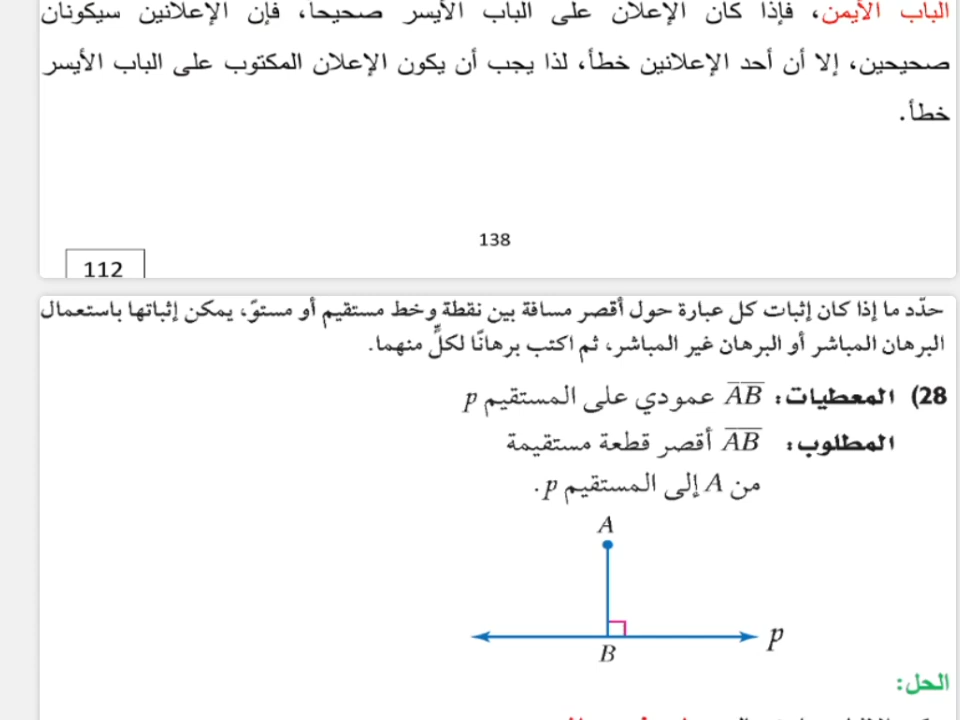 الباب الأيمن، فإذا كان الإعلان على الباب الأيسر صحيحاً، فإن الإعلانين سيكونان
صحيحين، إلا أن أحد الإعلانين خطأ، لذا يجب أن يكون الإعلان المكتوب على الباب الأيسر
خطأ.
138
112
حدّد ما إذا كان إثبات كل عبارة حول أقصر مسافة بين نقطة وخط مستقيم أو مستوٍ، يمكن إثباتها باستعمال
البرهان المباشر أو البرهان غير المباشر، ثم اكتب برهانًا لكلٍّ منهما.
28) المعطيات: AB عمودي على المستقيم p
المطلوب: AB أقصر قطعة مستقيمة
من A إلى المستقيم p.
A
p
B
الحل: